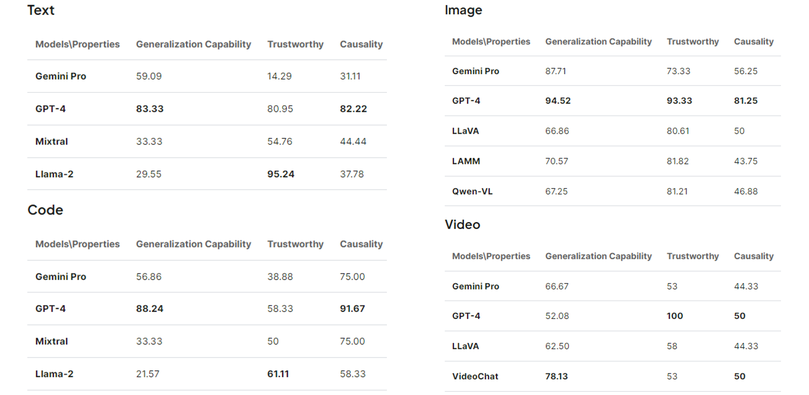 Text
Models\Properties Generalization Capability Trustworthy Causality
Gemini Pro 59.09 14.29 31.11
GPT-4 83.33 80.95 82.22
Mixtral 33.33 54.76 44.44
Llama-2 29.55 95.24 37.78
Code
Models\Properties Generalization Capability Trustworthy Causality
Gemini Pro 56.86 38.88 75.00
GPT-4 88.24 58.33 91.67
Mixtral 33.33 50 75.00
Llama-2 21.57 61.11 58.33
Image
Models\Properties Generalization Capability Trustworthy Causality
Gemini Pro 87.71 73.33 56.25
GPT-4 94.52 93.33 81.25
LLaVA 66.86 80.61 50
LAMM 70.57 81.82 43.75
Qwen-VL 67.25 81.21 46.88
Video
Models\Properties Generalization Capability Trustworthy Causality
Gemini Pro 66.67 53 44.33
GPT-4 52.08 100 50
LLaVA 62.50 58 44.33
VideoChat 78.13 53 50